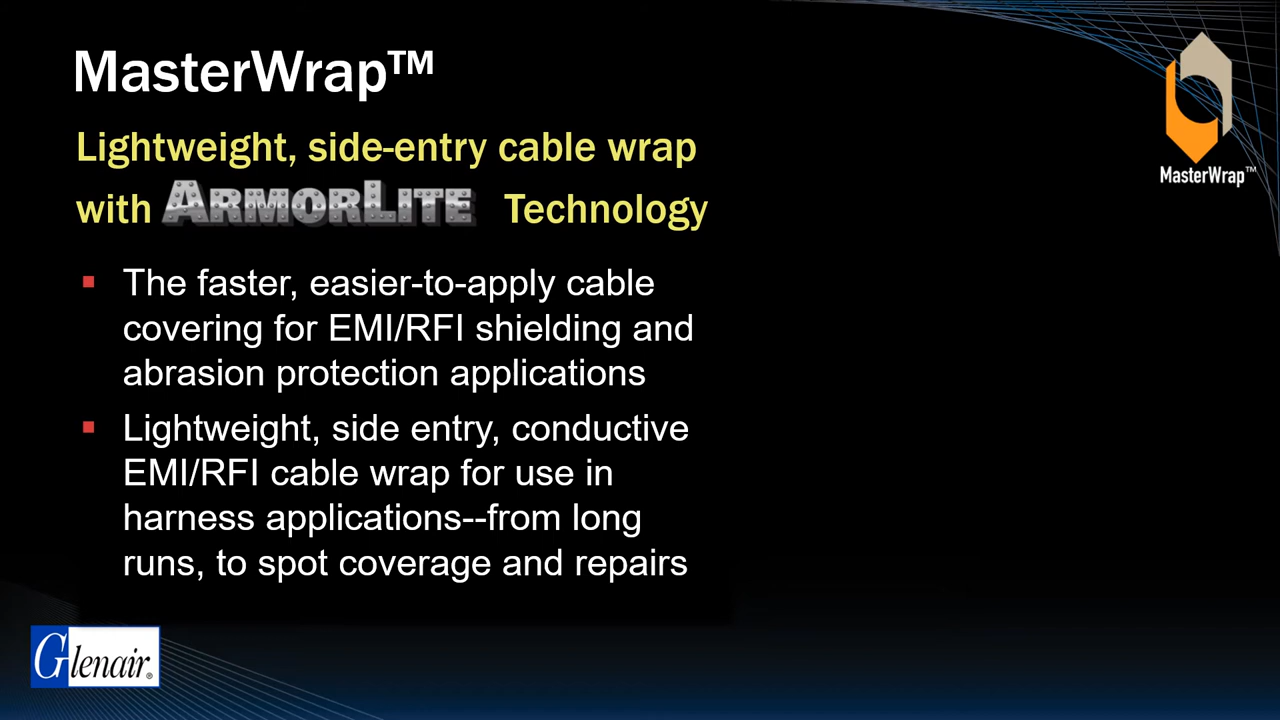 MasterWrap™
MasterWrap™
Lightweight, side-entry cable wrap
with ARMORLITE Technology
▪ The faster, easier-to-apply cable
covering for EMI/RFI shielding and
abrasion protection applications
▪ Lightweight, side entry, conductive
EMI/RFI cable wrap for use in
harness applications--from long
runs, to spot coverage and repairs
Glenair®